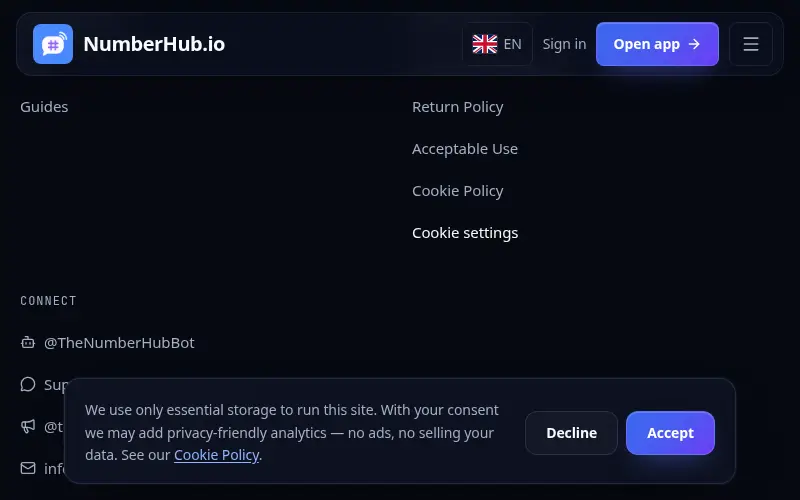 NumberHub.io
EN
Sign in
Open app
Guides
Return Policy
Acceptable Use
Cookie Policy
Cookie settings
CONNECT
@TheNumberHubBot
We use only essential storage to run this site. With your consent
we may add privacy-friendly analytics — no ads, no selling your
data. See our Cookie Policy.
Decline
Accept